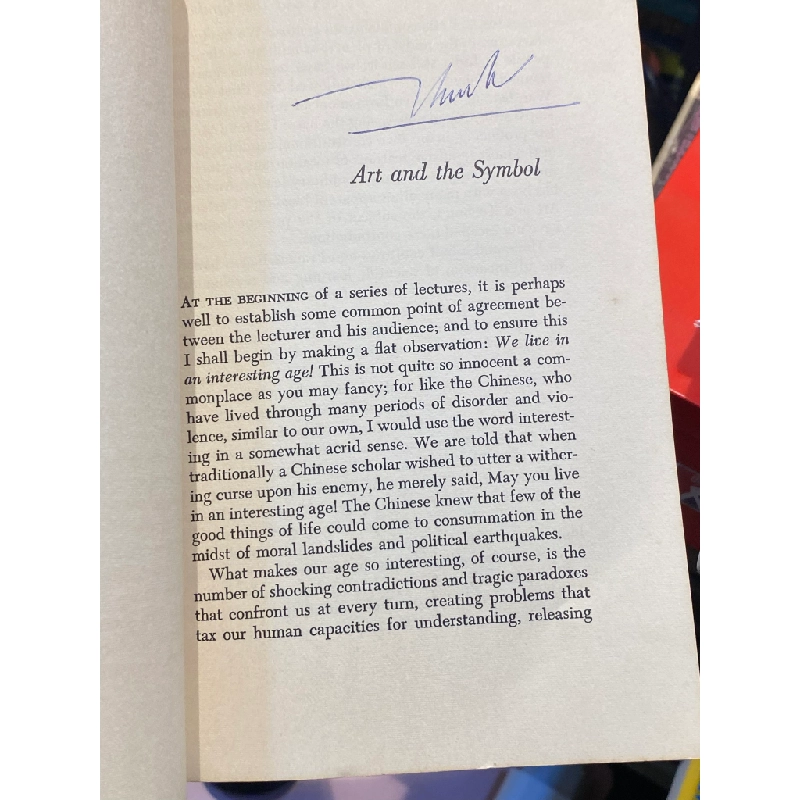 Art and the Symbol
AT THE BEGINNING of a series of lectures, it is perhaps
well to establish some common point of agreement be-
tween the lecturer and his audience; and to ensure this
I shall begin by making a flat observation: We live in
an interesting age! This is not quite so innocent a com-
monplace as you may fancy; for like the Chinese, who
have lived through many periods of disorder and vio-
lence, similar to our own, I would use the word interest-
ing in a somewhat acrid sense. We are told that when
traditionally a Chinese scholar wished to utter a wither-
ing curse upon his enemy, he merely said, May you live
in an interesting age! The Chinese knew that few of the
good things of life could come to consummation in the
midst of moral landslides and political earthquakes.
What makes our age so interesting, of course, is the
number of shocking contradictions and tragic paradoxes
that confront us at every turn, creating problems that
tax our human capacities for understanding, releasing